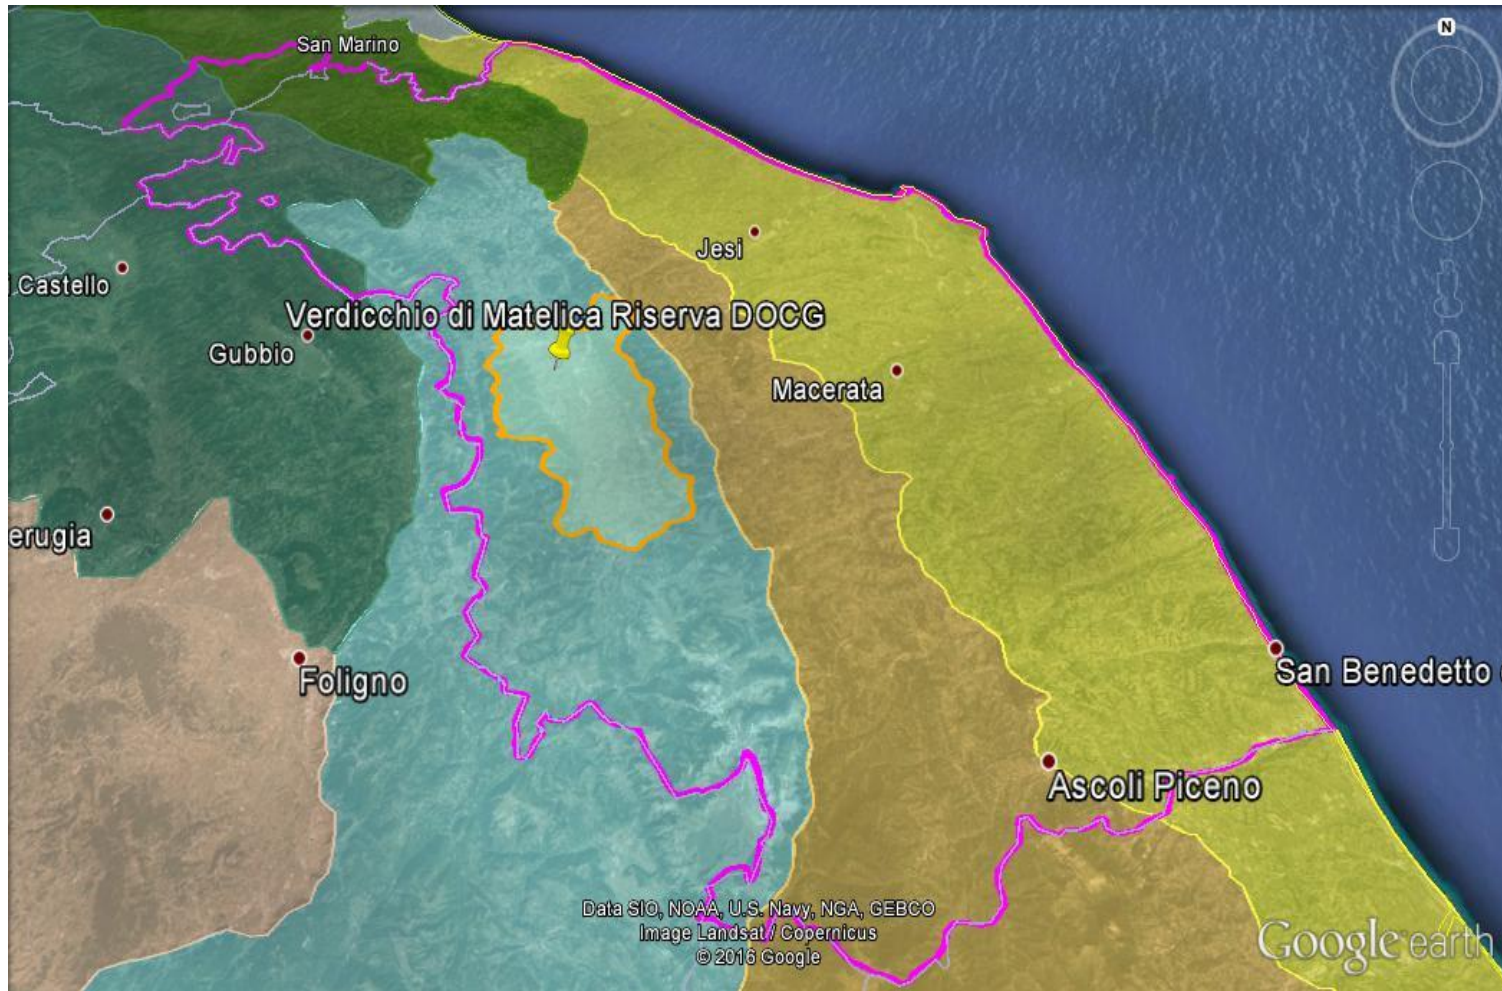 N
San Marino
Jesi
i Castello
Verdicchio di Matelica Riserva DOCG
Gubbio
Macerata
erugia
Foligno
San Benedetto
Ascoli Piceno
Data SIO, NOAA, U.S. Navy, NGA, GEBCO
Image Landsat / Copernicus
© 2016 Google
Google earth